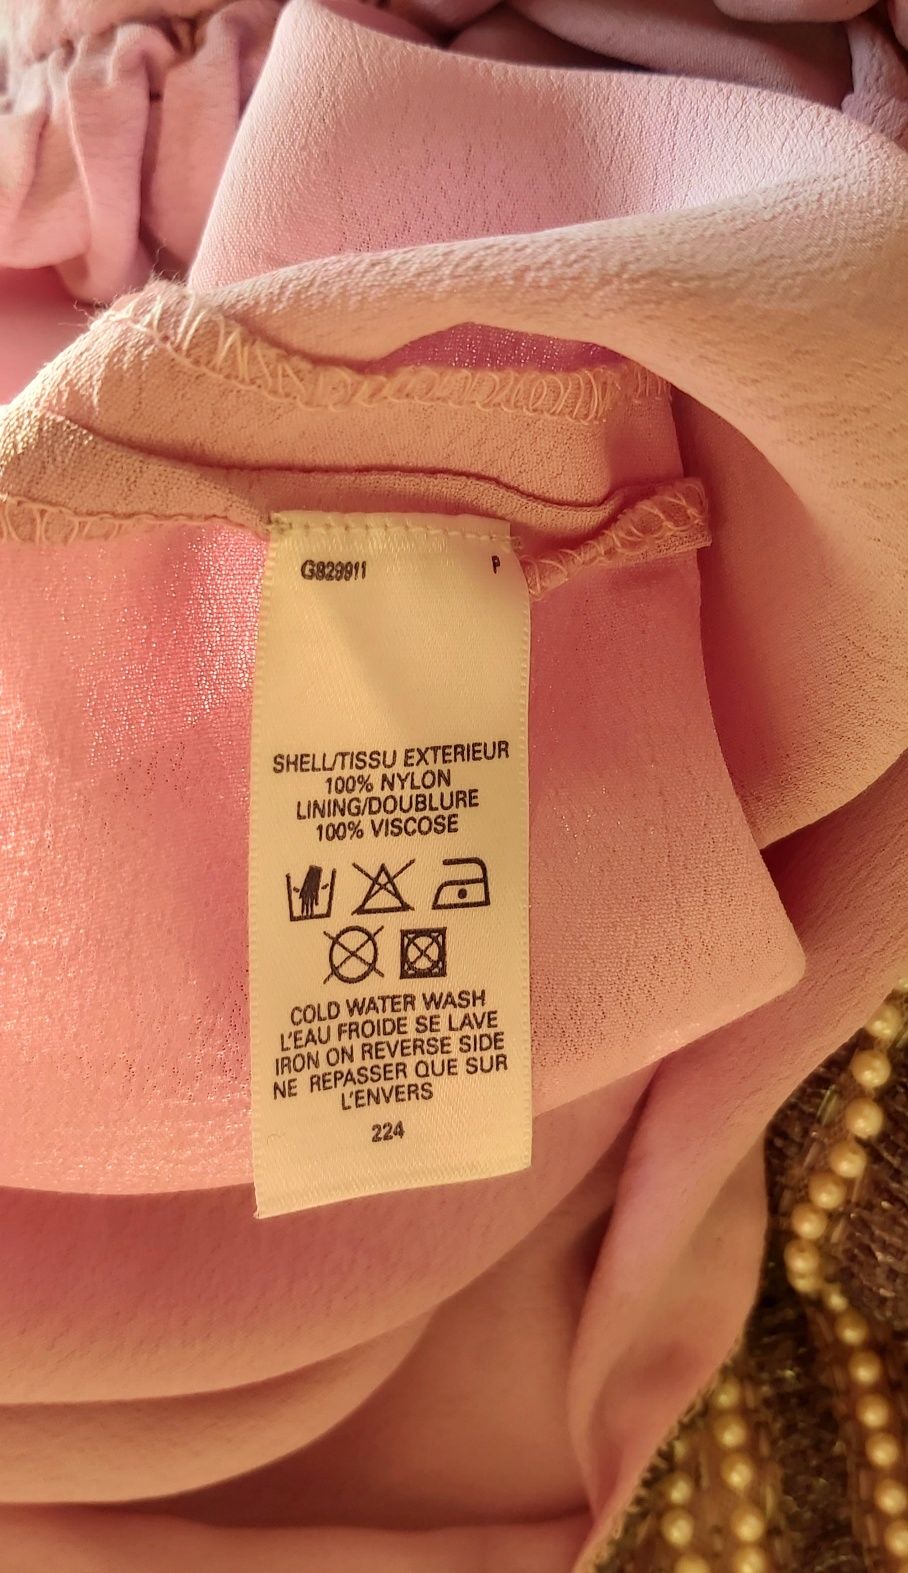 G829911 P
SHELL/TISSU EXTERIEUR
100% NYLON
LINING/DOUBLURE
100% VISCOSE
COLD WATER WASH
L'EAU FROIDE SE LAVE
IRON ON REVERSE SIDE
NE REPASSER QUE SUR
L'ENVERS
224